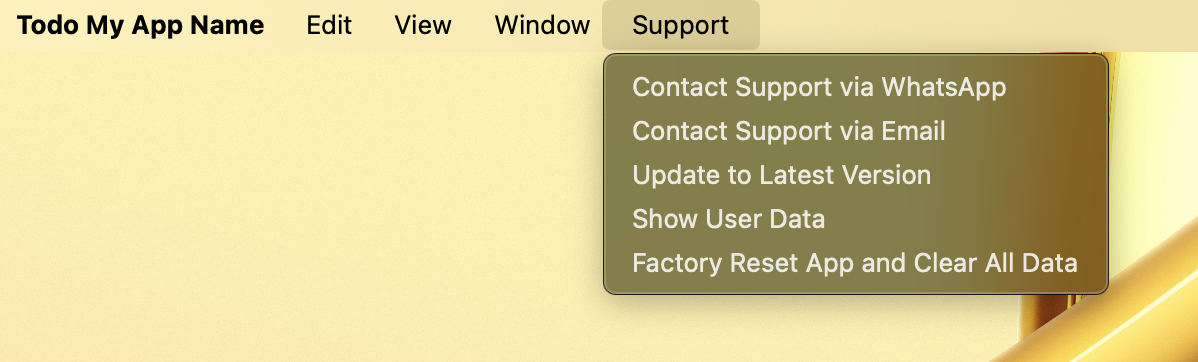 Todo My App Name Edit View Window Support
Contact Support via WhatsApp
Contact Support via Email
Update to Latest Version
Show User Data
Factory Reset App and Clear All Data